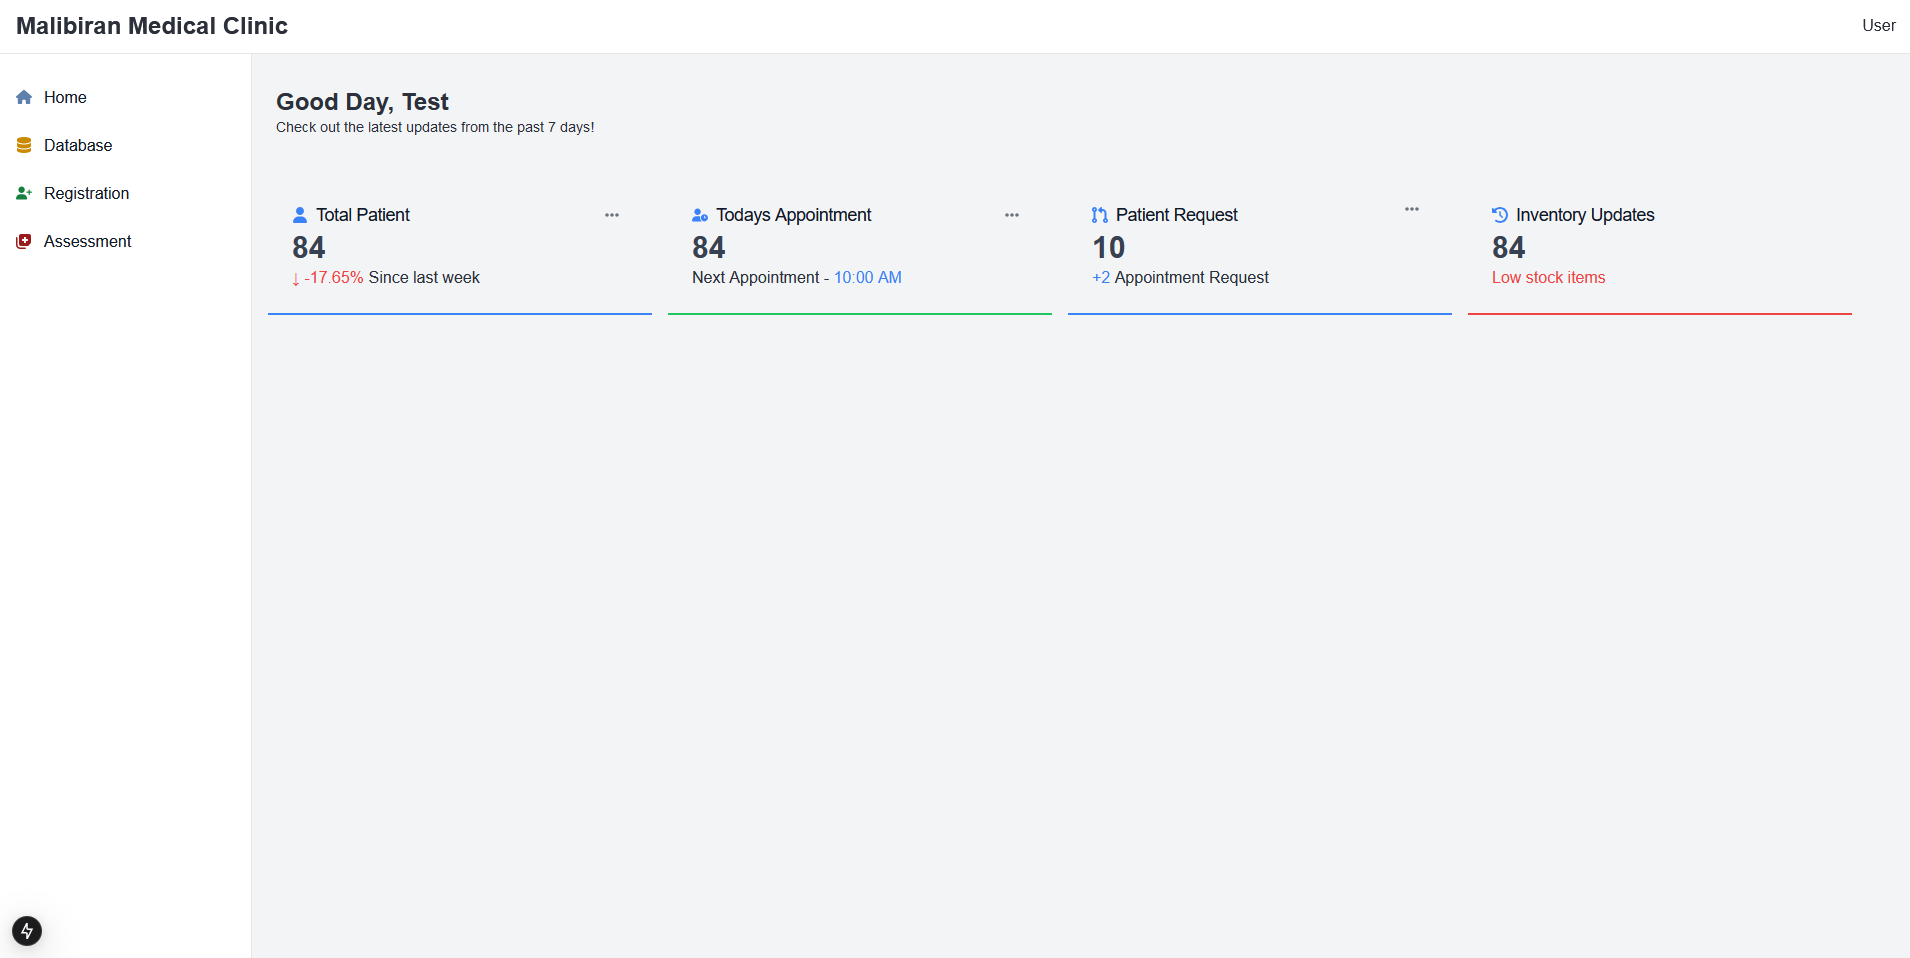 Malibiran Medical Clinic
User
Home
Database
Registration
Assessment
Good Day, Test
Check out the latest updates from the past 7 days!
Total Patient
84
↓ -17.65% Since last week
Todays Appointment
84
Next Appointment - 10:00 AM
Patient Request
10
+2 Appointment Request
Inventory Updates
84
Low stock items